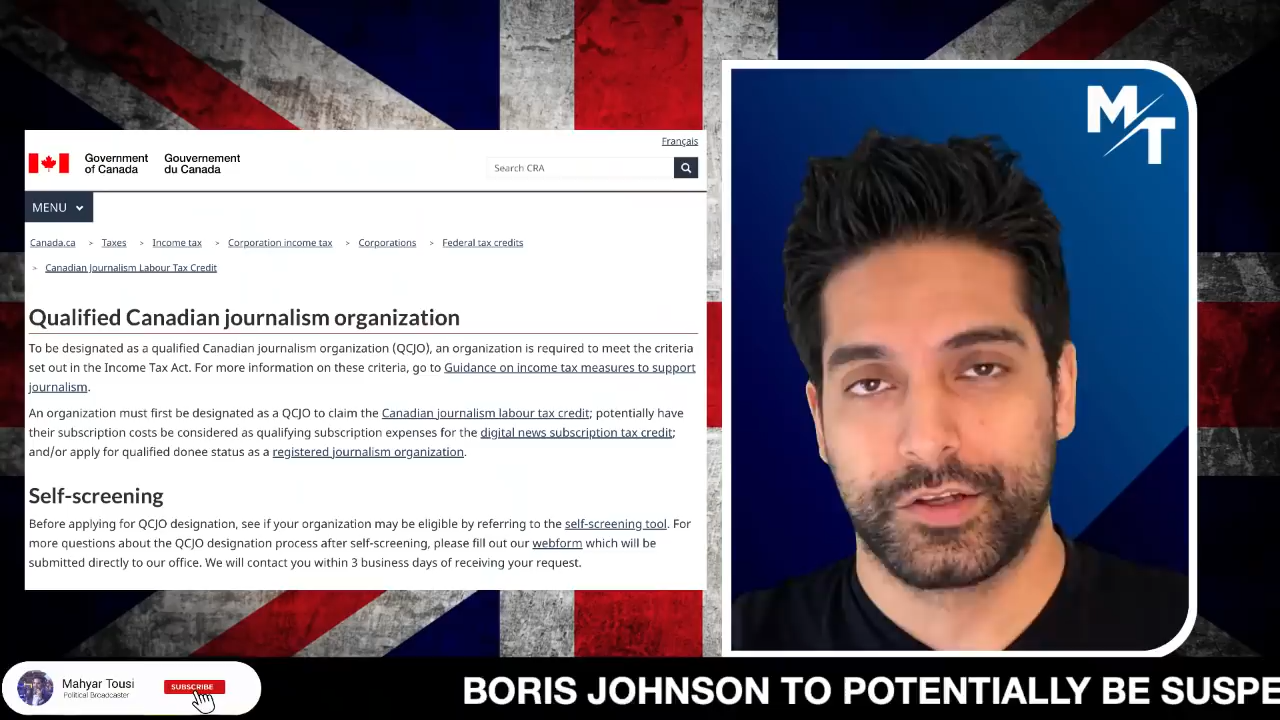 Français
Government
of Canada
Gouvernement
du Canada
Search CRA
MENU
Canada.ca > Taxes > Income tax > Corporation income tax > Corporations > Federal tax credits
> Canadian Journalism Labour Tax Credit
Qualified Canadian journalism organization
To be designated as a qualified Canadian journalism organization (QCJO), an organization is required to meet the criteria
set out in the Income Tax Act. For more information on these criteria, go to Guidance on income tax measures to support
journalism.
An organization must first be designated as a QCJO to claim the Canadian journalism labour tax credit; potentially have
their subscription costs be considered as qualifying subscription expenses for the digital news subscription tax credit;
and/or apply for qualified donee status as a registered journalism organization.
Self-screening
Before applying for QCJO designation, see if your organization may be eligible by referring to the self-screening tool. For
more questions about the QCJO designation process after self-screening, please fill out our webform which will be
submitted directly to our office. We will contact you within 3 business days of receiving your request.
M/T
Mahyar Tousi
Political Broadcaster
SUBSCRIBE
BORIS JOHNSON TO POTENTIALLY BE SUSPE